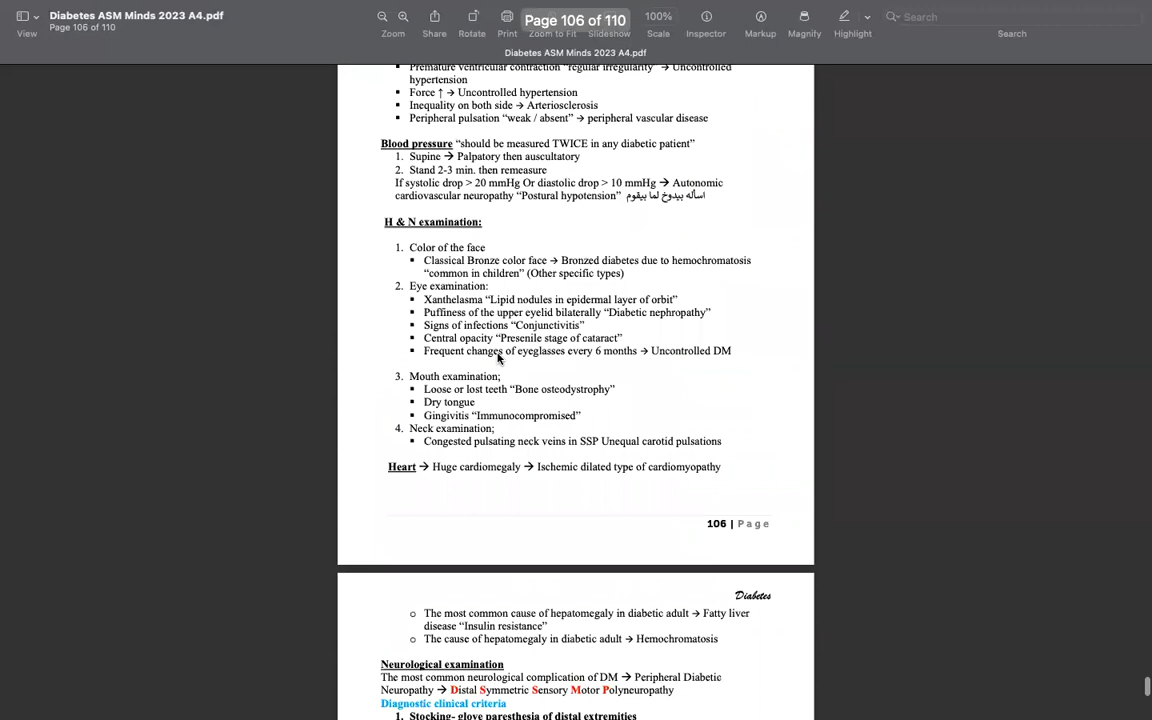 Diabetes ASM Minds 2023 A4.pdf
Page 106 of 110
View
Zoom
Share
Rotate
Print
Zoom to Fit
Slideshow
100%
Scale
Inspector
Markup
Magnify
Highlight
Search
Search
Page 106 of 110
Diabetes ASM Minds 2023 A4.pdf
▪ Premature ventricular contraction “regular irregularity” → Uncontrolled
hypertension
▪ Force ↑ → Uncontrolled hypertension
▪ Inequality on both side → Arteriosclerosis
▪ Peripheral pulsation “weak / absent” → peripheral vascular disease
Blood pressure “should be measured TWICE in any diabetic patient”
1. Supine → Palpatory then auscultatory
2. Stand 2-3 min. then remeasure
If systolic drop > 20 mmHg Or diastolic drop > 10 mmHg → Autonomic
cardiovascular neuropathy “Postural hypotension” اسأله بيدوخ لما بيقوم
H & N examination:
1. Color of the face
▪ Classical Bronze color face → Bronzed diabetes due to hemochromatosis
“common in children” (Other specific types)
2. Eye examination:
▪ Xanthelasma “Lipid nodules in epidermal layer of orbit”
▪ Puffiness of the upper eyelid bilaterally “Diabetic nephropathy”
▪ Signs of infections “Conjunctivitis”
▪ Central opacity “Presenile stage of cataract”
▪ Frequent changes of eyeglasses every 6 months → Uncontrolled DM
3. Mouth examination;
▪ Loose or lost teeth “Bone osteodystrophy”
▪ Dry tongue
▪ Gingivitis “Immunocompromised”
4. Neck examination;
▪ Congested pulsating neck veins in SSP Unequal carotid pulsations
Heart → Huge cardiomegaly → Ischemic dilated type of cardiomyopathy
106 | Page
Diabetes
o The most common cause of hepatomegaly in diabetic adult → Fatty liver
disease “Insulin resistance”
o The cause of hepatomegaly in diabetic adult → Hemochromatosis
Neurological examination
The most common neurological complication of DM → Peripheral Diabetic
Neuropathy → Distal Symmetric Sensory Motor Polyneuropathy
Diagnostic clinical criteria
1. Stocking- glove paresthesia of distal extremities